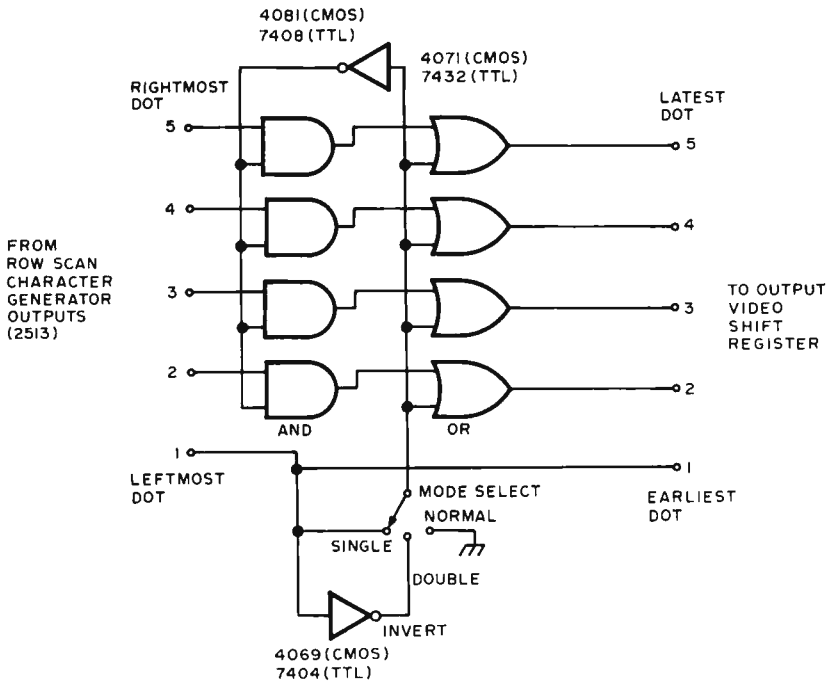 4081(CMOS)
7408(TTL)
4071(CMOS)
7432(TTL)
RIGHTMOST
DOT
LATEST
DOT
5
5
4
4
FROM
ROW SCAN
CHARACTER
GENERATOR
OUTPUTS
(2513)
3
3
TO OUTPUT
VIDEO
SHIFT
REGISTER
2
2
AND
OR
1
1
LEFTMOST
DOT
MODE SELECT
EARLIEST
DOT
NORMAL
SINGLE
DOUBLE
INVERT
4069(CMOS)
7404(TTL)